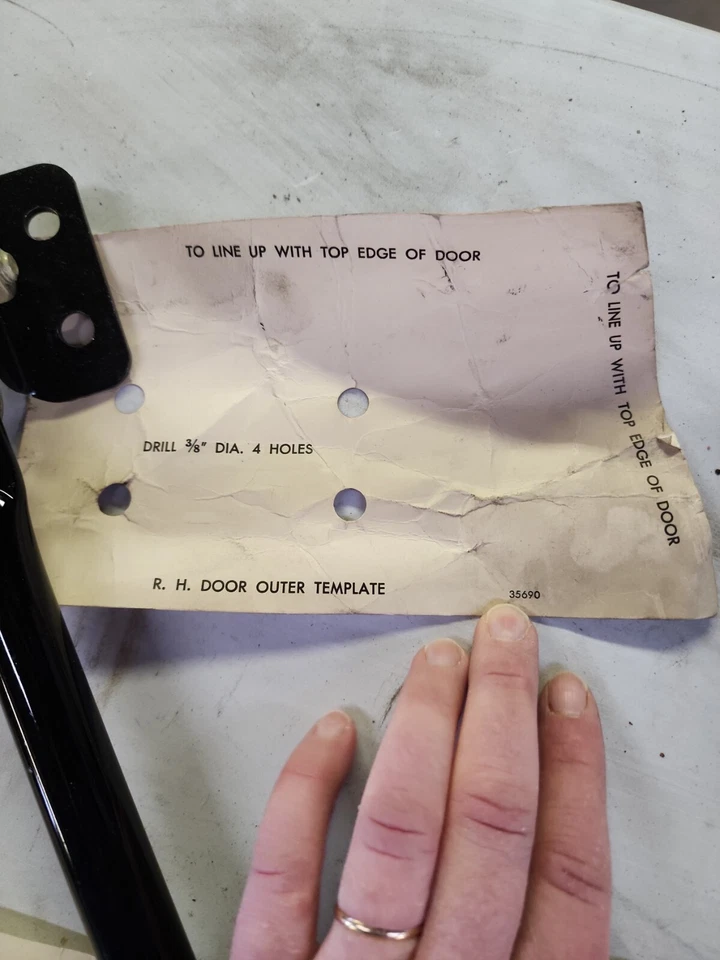 TO LINE UP WITH TOP EDGE OF DOOR
TO LINE UP WITH TOP EDGE OF DOOR
DRILL ⅜" DIA. 4 HOLES
R. H. DOOR OUTER TEMPLATE
35690